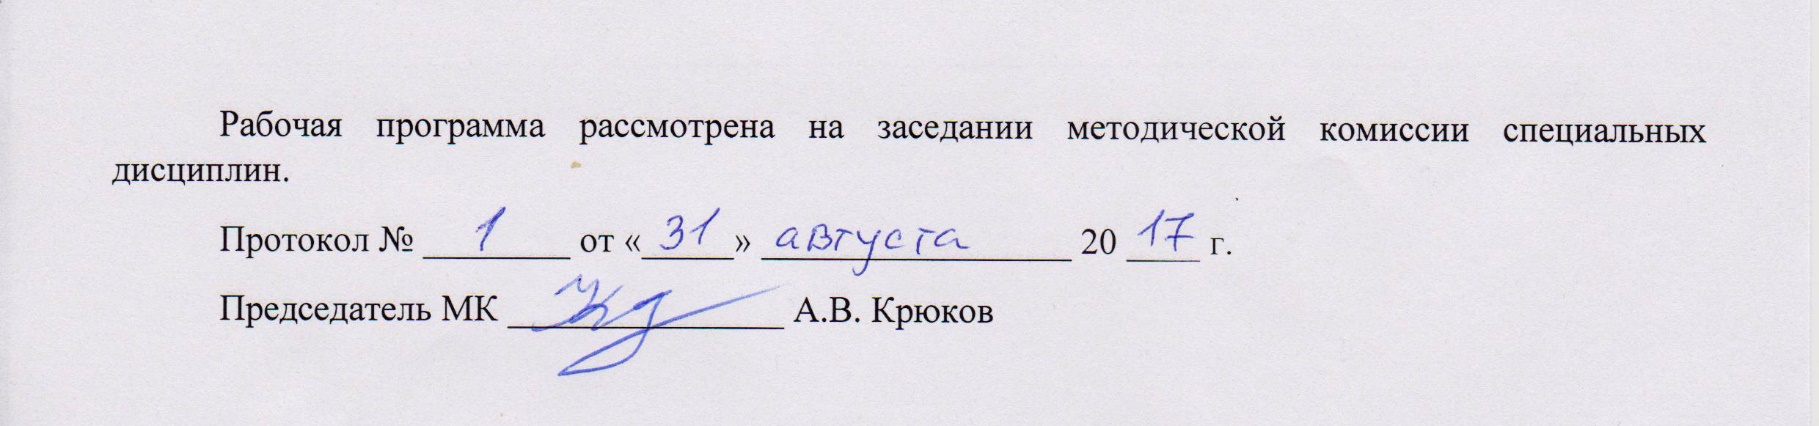 Рабочая программа рассмотрена на заседании методической комиссии специальных
дисциплин.
Протокол № 1 от «31» августа 20 17 г.
Председатель МК А.В. Крюков